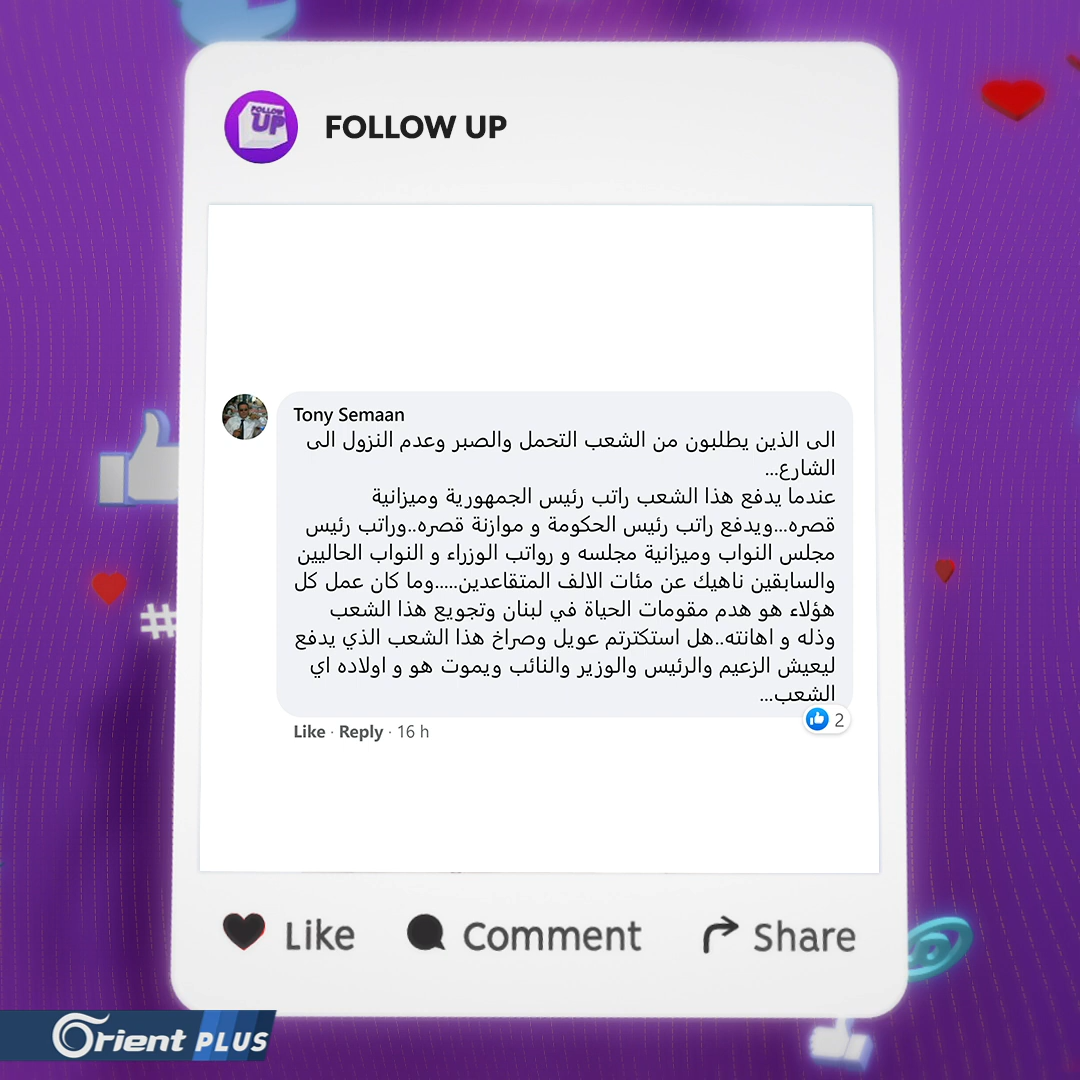 FOLLOW UP
FOLLOW UP
Tony Semaan
الى الذين يطلبون من الشعب التحمل والصبر وعدم النزول الى
الشارع...
عندما يدفع هذا الشعب راتب رئيس الجمهورية وميزانية
قصره...ويدفع راتب رئيس الحكومة و موازنة قصره..وراتب رئيس
مجلس النواب وميزانية مجلسه و رواتب الوزراء و النواب الحاليين
والسابقين ناهيك عن مئات الالف المتقاعدين.....وما كان عمل كل
هؤلاء هو هدم مقومات الحياة في لبنان وتجويع هذا الشعب
وذله و اهانته..هل استكترتم عويل وصراخ هذا الشعب الذي يدفع
ليعيش الزعيم والرئيس والوزير والنائب ويموت هو و اولاده اي
الشعب...
2
Like · Reply · 16 h
Like Comment Share
#
Orient PLUS